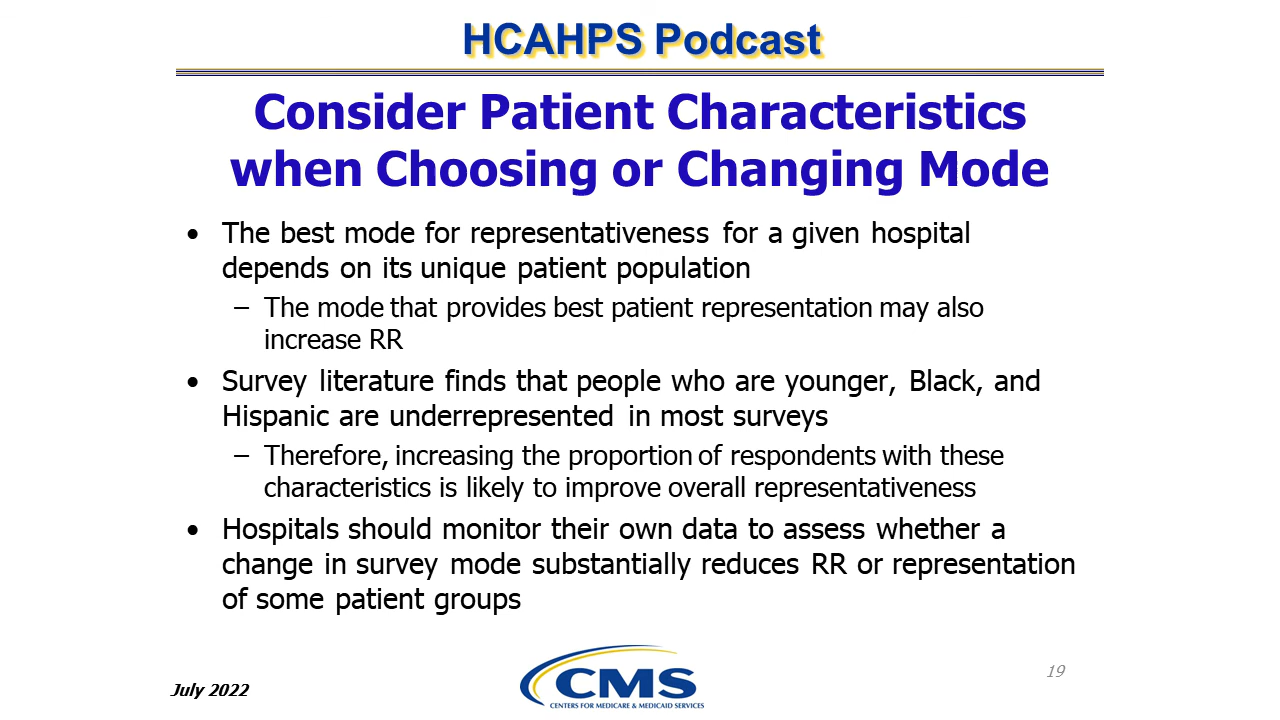 HCAHPS Podcast
Consider Patient Characteristics
when Choosing or Changing Mode
• The best mode for representativeness for a given hospital
depends on its unique patient population
– The mode that provides best patient representation may also
increase RR
• Survey literature finds that people who are younger, Black, and
Hispanic are underrepresented in most surveys
– Therefore, increasing the proportion of respondents with these
characteristics is likely to improve overall representativeness
• Hospitals should monitor their own data to assess whether a
change in survey mode substantially reduces RR or representation
of some patient groups
CMS
CENTERS FOR MEDICARE & MEDICAID SERVICES
July 2022
19